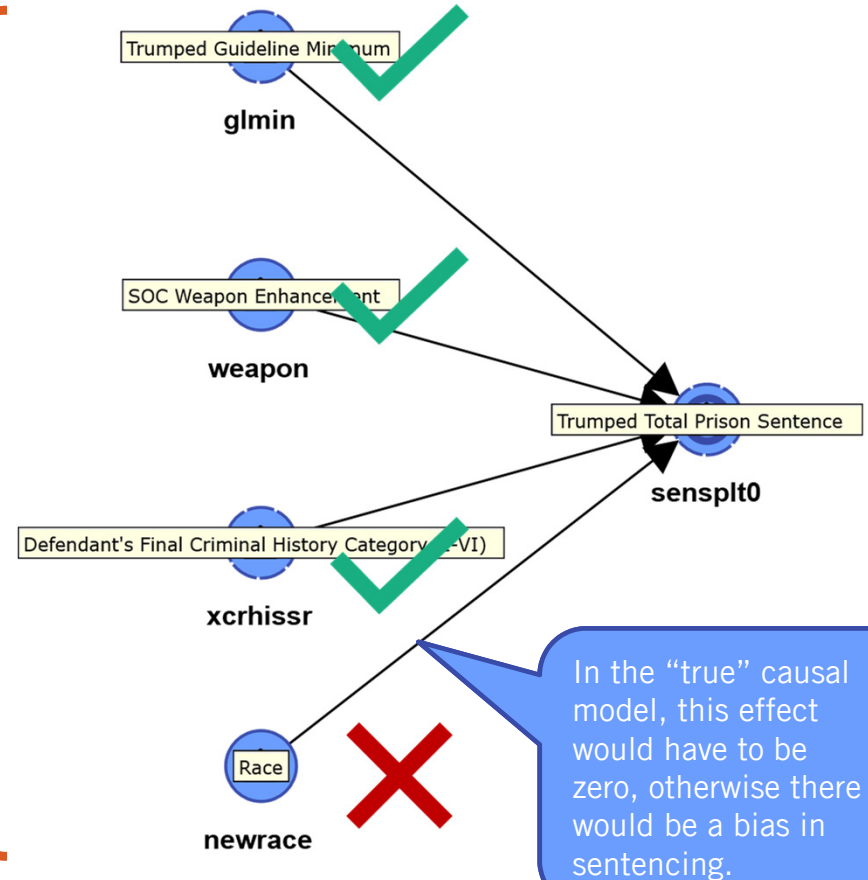 Trumped Guideline Minimum
glmin
SOC Weapon Enhancement
weapon
Trumped Total Prison Sentence
sensplt0
Defendant's Final Criminal History Category (I-VI)
xcrhissr
In the “true” causal
model, this effect
would have to be
zero, otherwise there
would be a bias in
sentencing.
Race
newrace